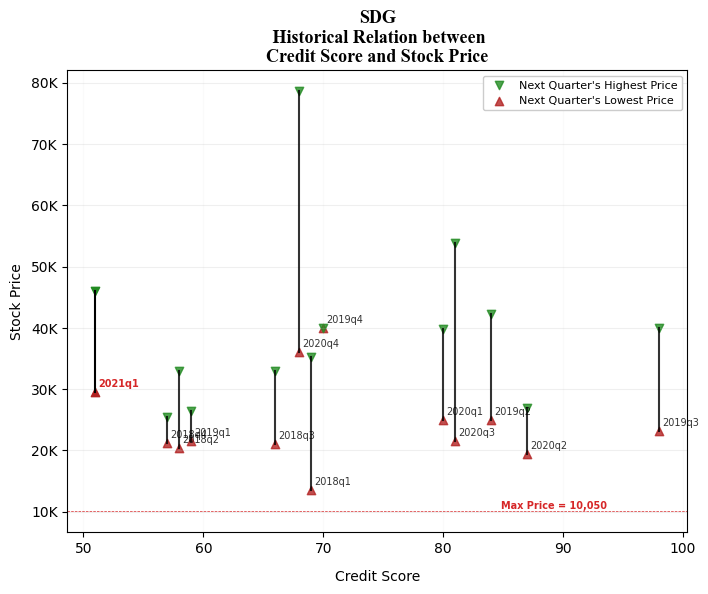 SDG
Historical Relation between
Credit Score and Stock Price
80K
70K
60K
50K
40K
30K
20K
10K
Stock Price
Next Quarter's Highest Price
Next Quarter's Lowest Price
2019q4
2020q4
2021q1
2020q1
2019q2
2019q3
2018q4
2019q1
2018q2
2018q3
2020q3
2020q2
2018q1
Max Price = 10,050
50
60
70
80
90
100
Credit Score